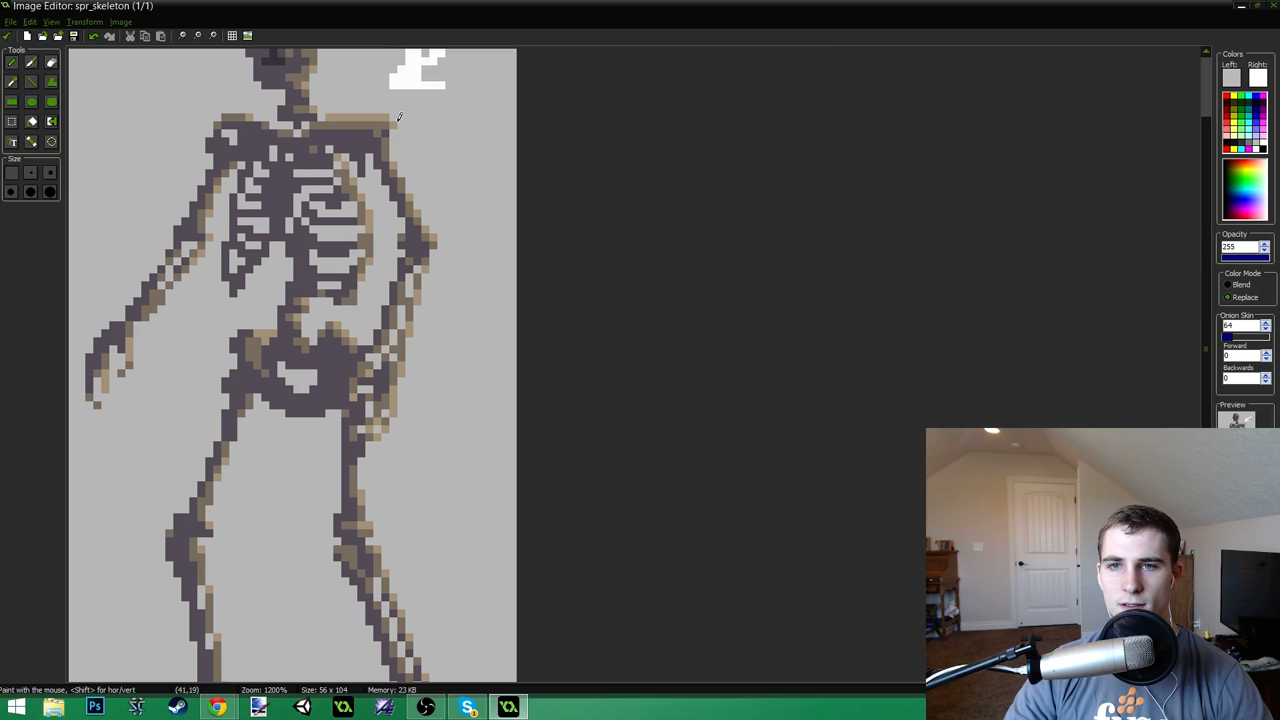 Image Editor: spr_skeleton (1/1)
File Edit View Transform Image
Tools
Size
Colors
Left: Right:
Opacity
255
Color Mode
Blend
Replace
Onion Skin
64
Forward
0
Backwards
0
Preview
Paint with the mouse, <Shift> for hor/vert (41,19) Zoom: 1200% Size: 56 x 104 Memory: 23 KB